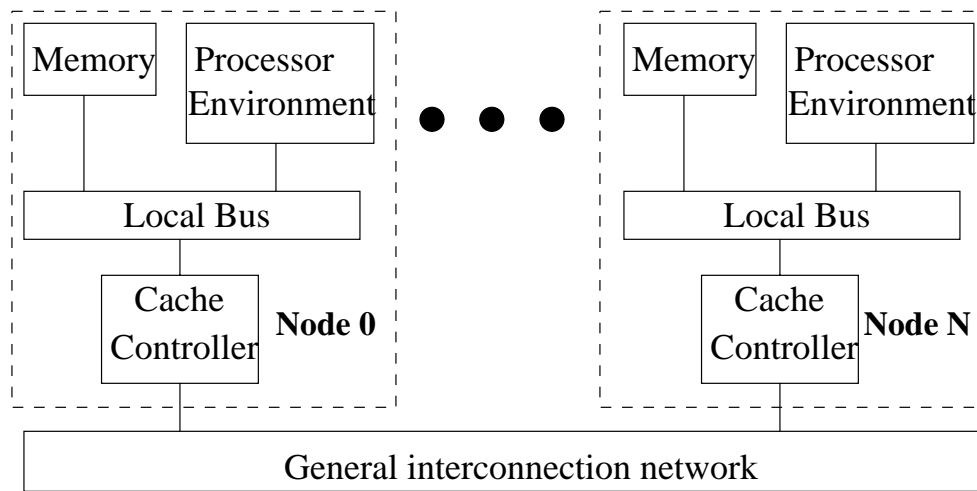 Memory
Processor
Environment
Local Bus
Cache
Controller
Node 0
Memory
Processor
Environment
Local Bus
Cache
Controller
Node N
General interconnection network